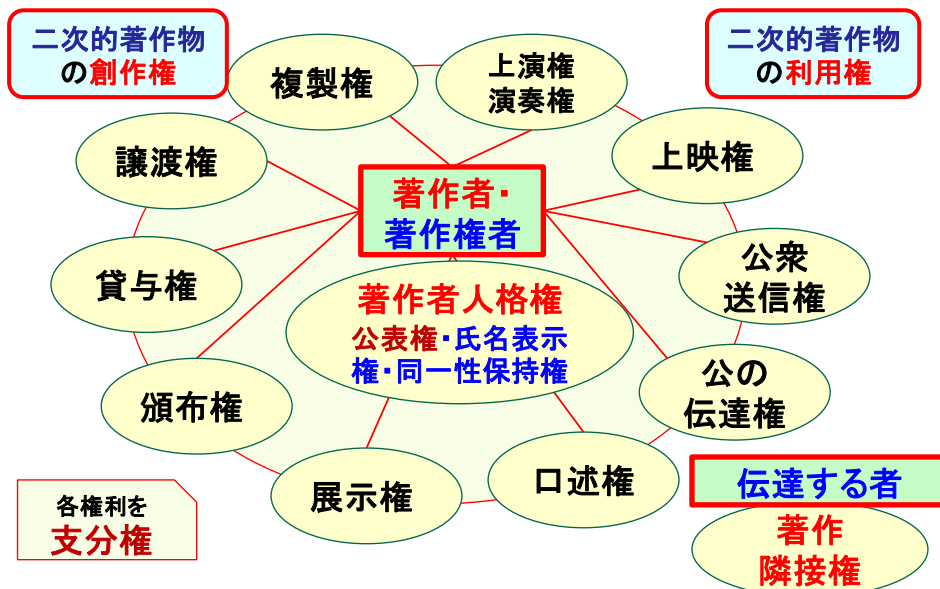 二次的著作物
の創作権
二次的著作物
の利用権
複製権
上演権
演奏権
譲渡権
上映権
著作者・
著作権者
貸与権
公衆
送信権
著作者人格権
公表権・氏名表示
権・同一性保持権
頒布権
公の
伝達権
展示権
口述権
各権利を
支分権
伝達する者
著作
隣接権